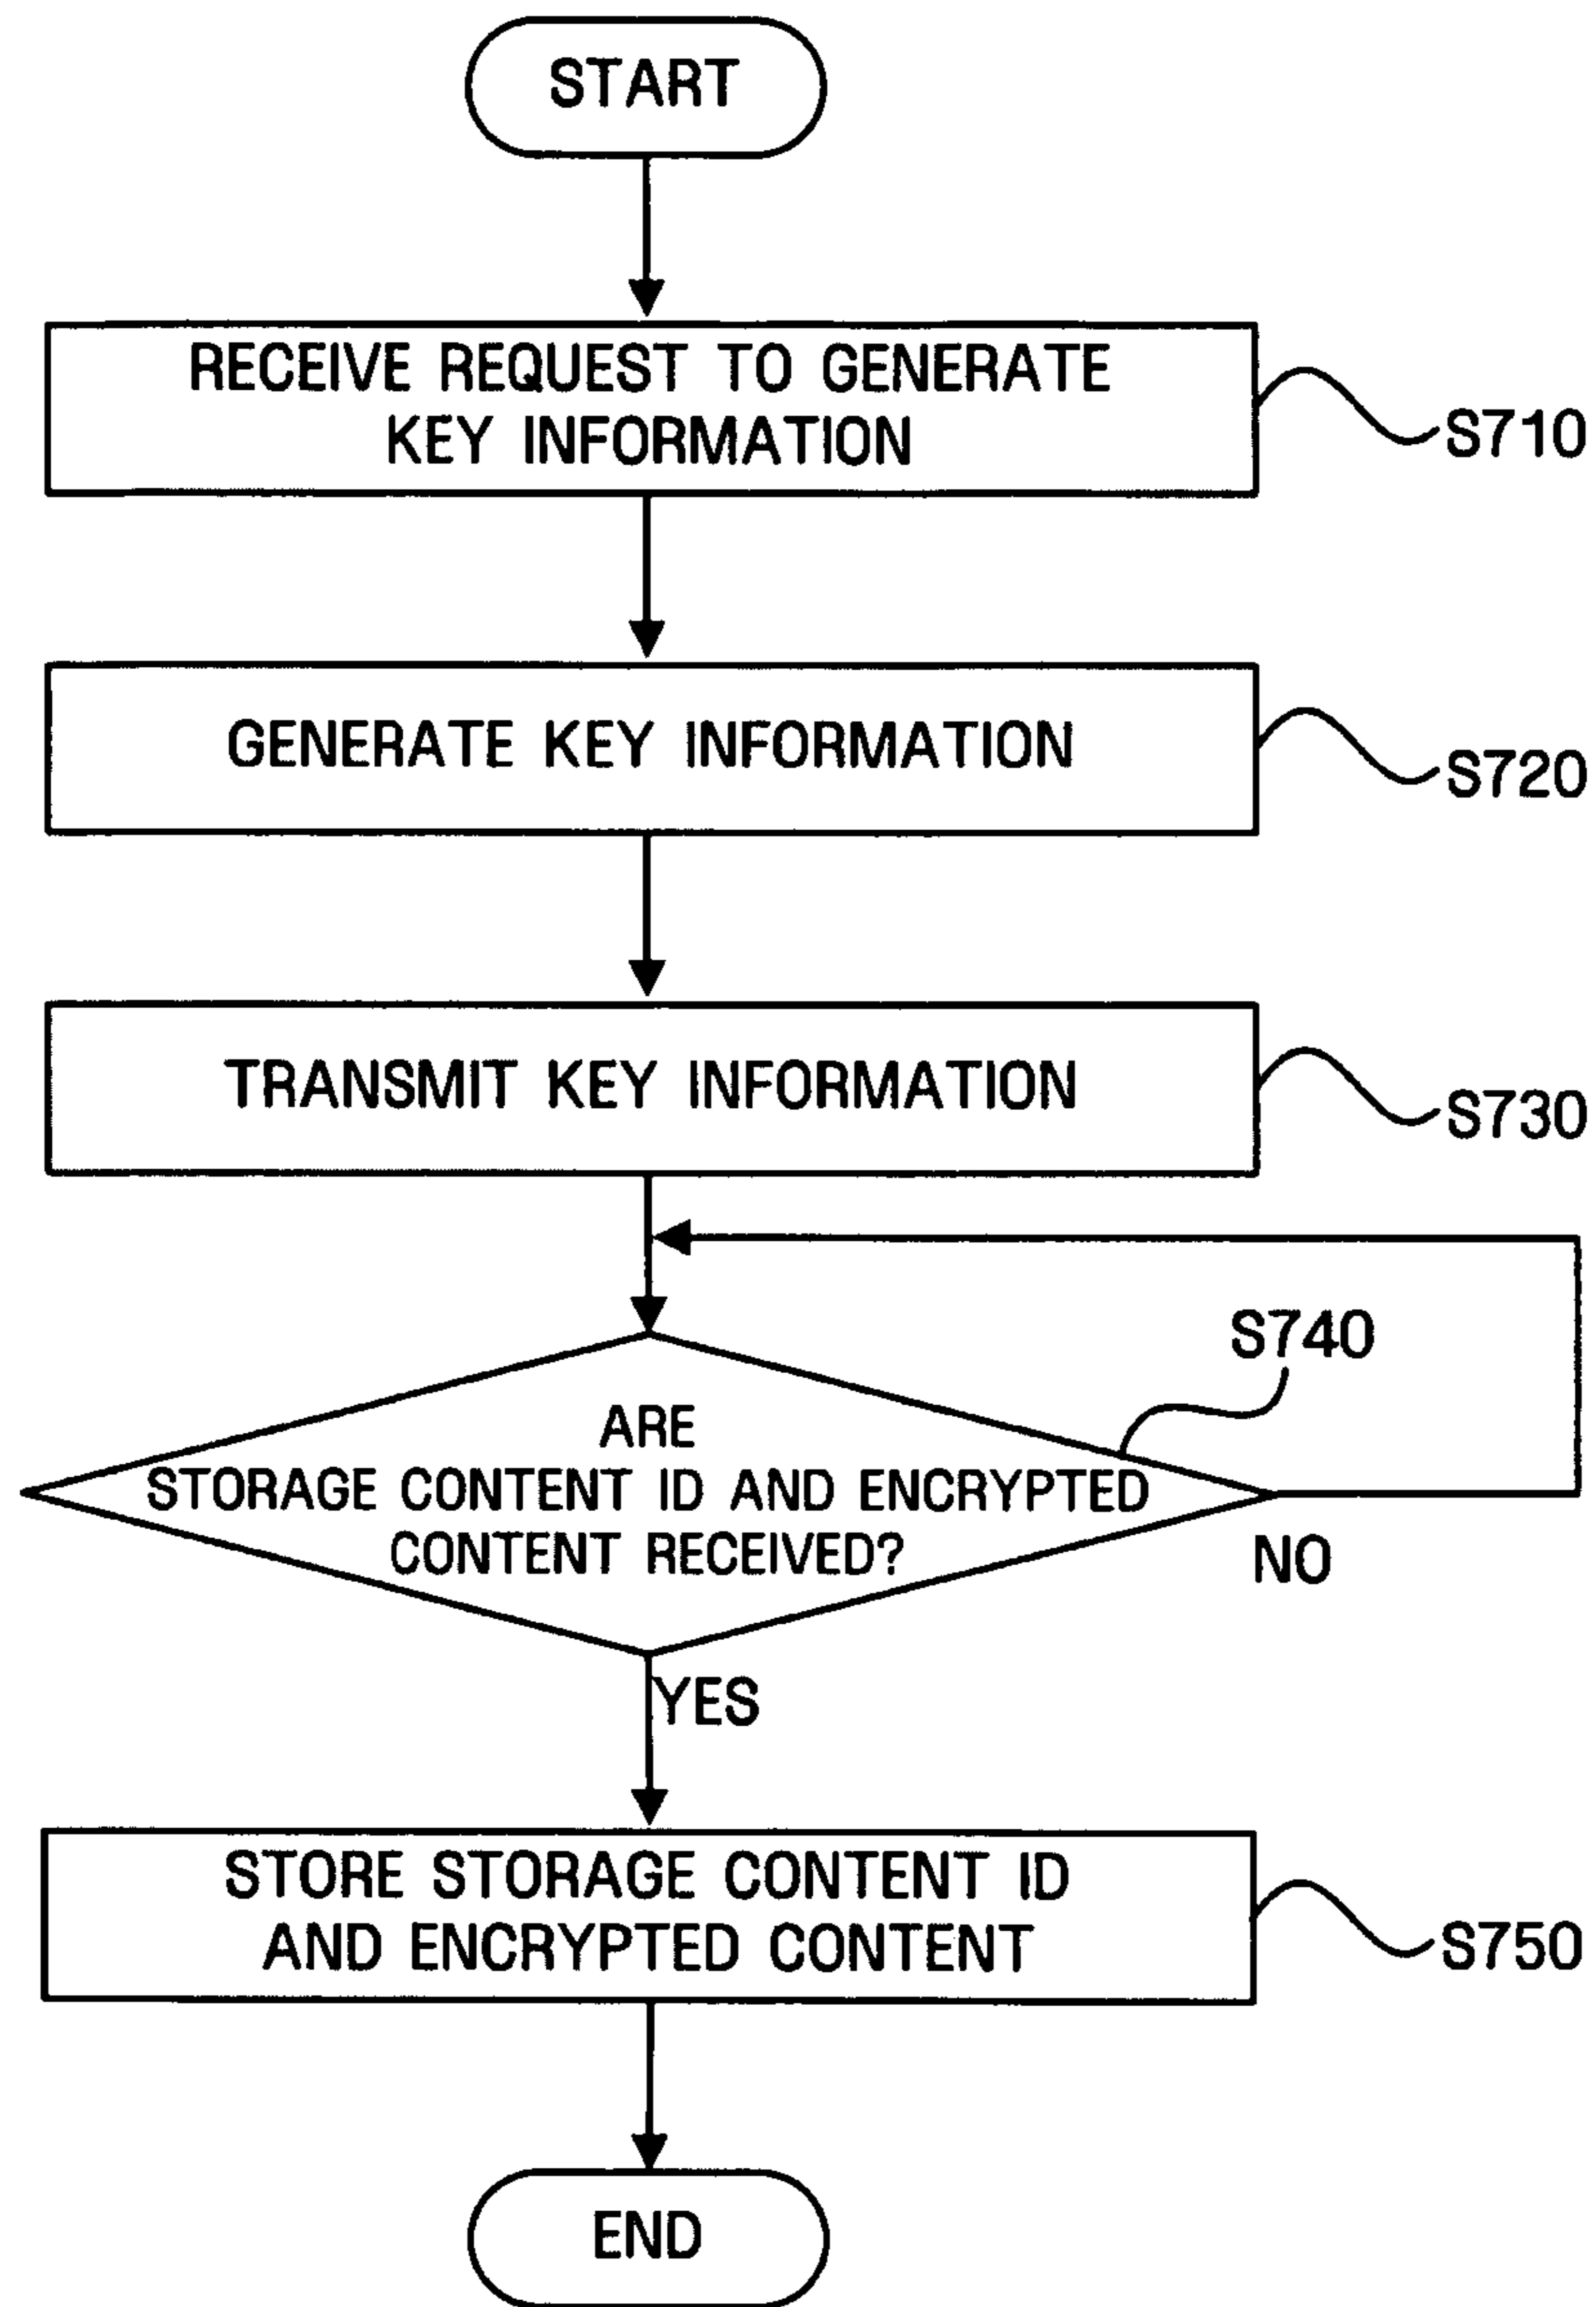 START
RECEIVE REQUEST TO GENERATE
KEY INFORMATION
S710
GENERATE KEY INFORMATION
S720
TRANSMIT KEY INFORMATION
S730
S740
ARE
STORAGE CONTENT ID AND ENCRYPTED
CONTENT RECEIVED?
NO
YES
STORE STORAGE CONTENT ID
AND ENCRYPTED CONTENT
S750
END